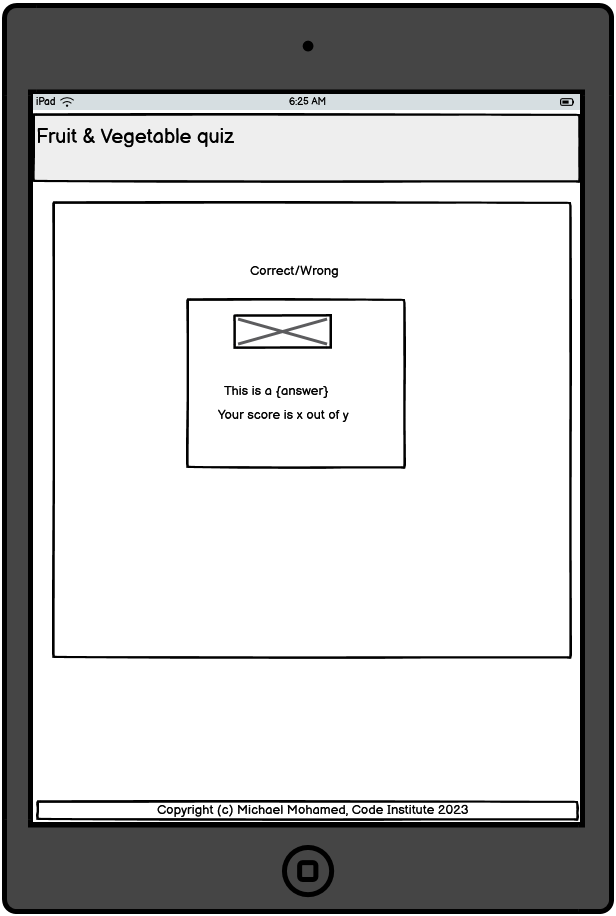 iPad
6:25 AM
Fruit & Vegetable quiz
Correct/Wrong
This is a {answer}
Your score is x out of y
Copyright (c) Michael Mohamed, Code Institute 2023